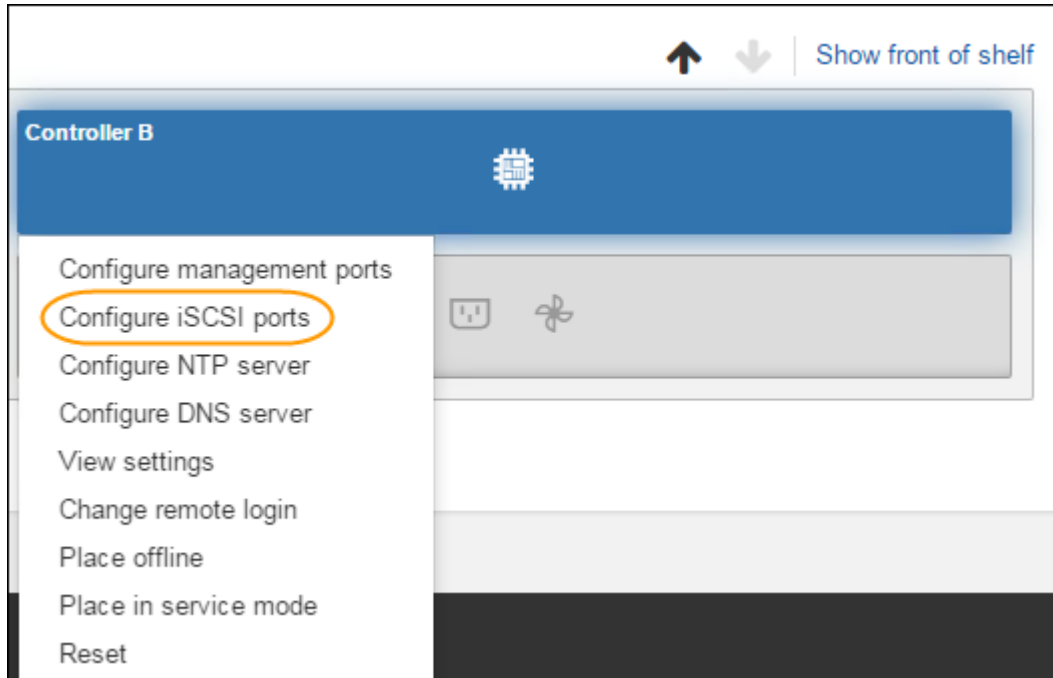 Show front of shelf
Controller B
Configure management ports
Configure iSCSI ports
Configure NTP server
Configure DNS server
View settings
Change remote login
Place offline
Place in service mode
Reset